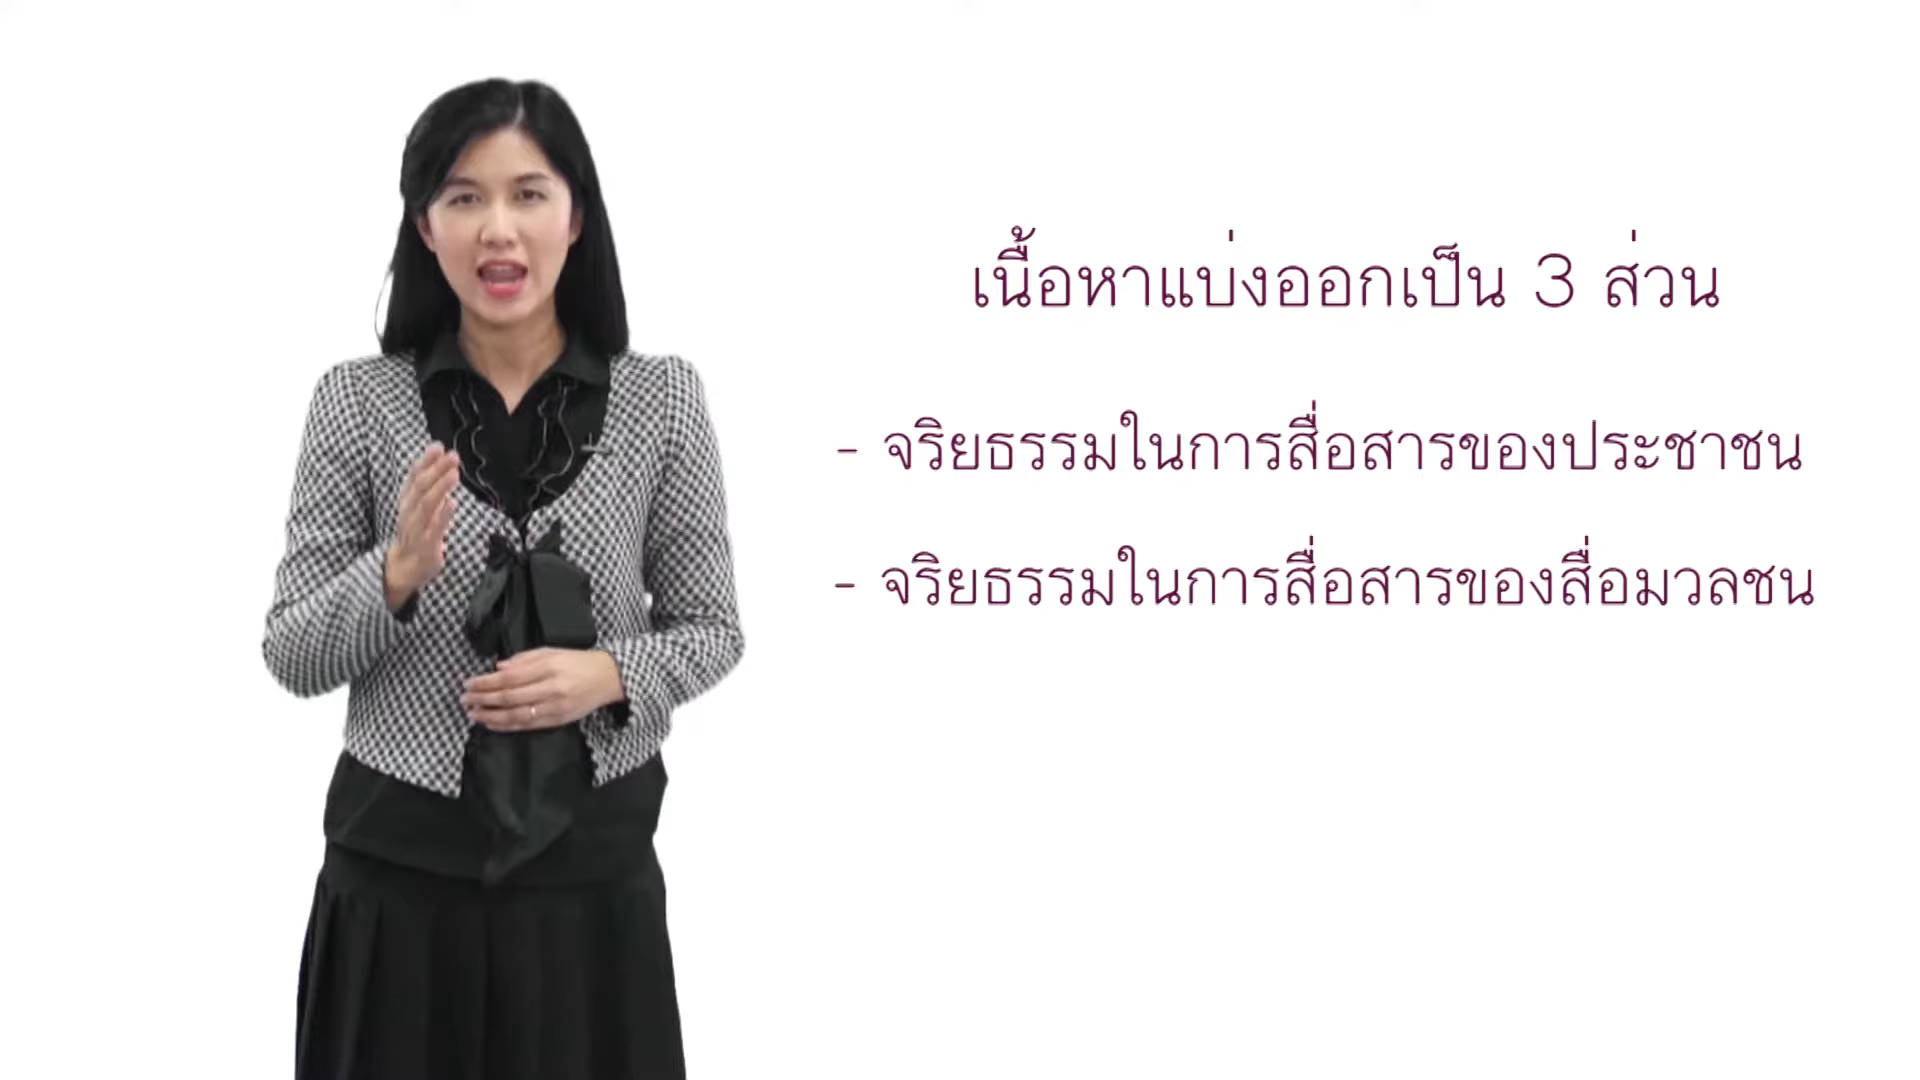 เนื้อหาแบ่งออกเป็น 3 ส่วน
- จริยธรรมในการสื่อสารของประชาชน
- จริยธรรมในการสื่อสารของสื่อมวลชน